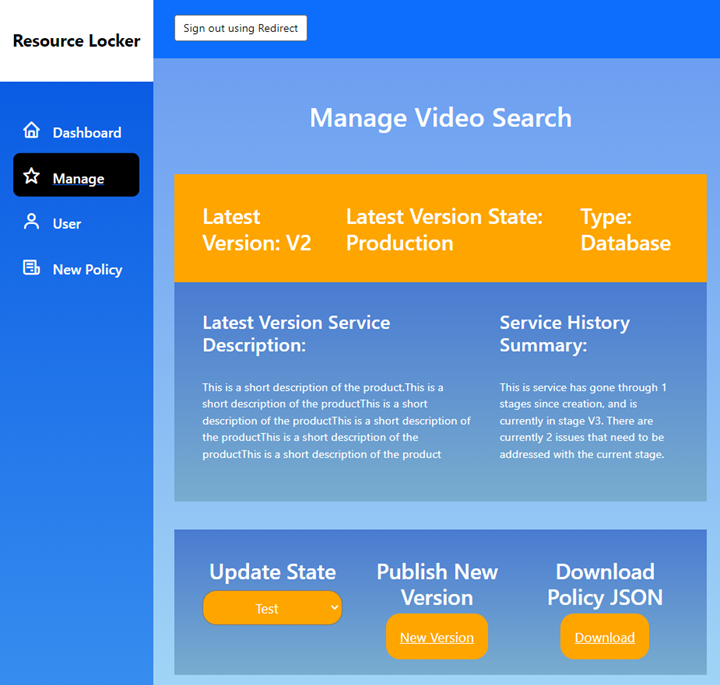 Resource Locker
Sign out using Redirect
Dashboard
Manage
User
New Policy
Manage Video Search
Latest
Version: V2
Latest Version State:
Production
Type:
Database
Latest Version Service
Description:
This is a short description of the product.This is a
short description of the productThis is a short
description of the productThis is a short description of
the productThis is a short description of the
productThis is a short description of the product
Service History
Summary:
This is service has gone through 1
stages since creation, and is
currently in stage V3. There are
currently 2 issues that need to be
addressed with the current stage.
Update State
Test
Publish New
Version
New Version
Download
Policy JSON
Download